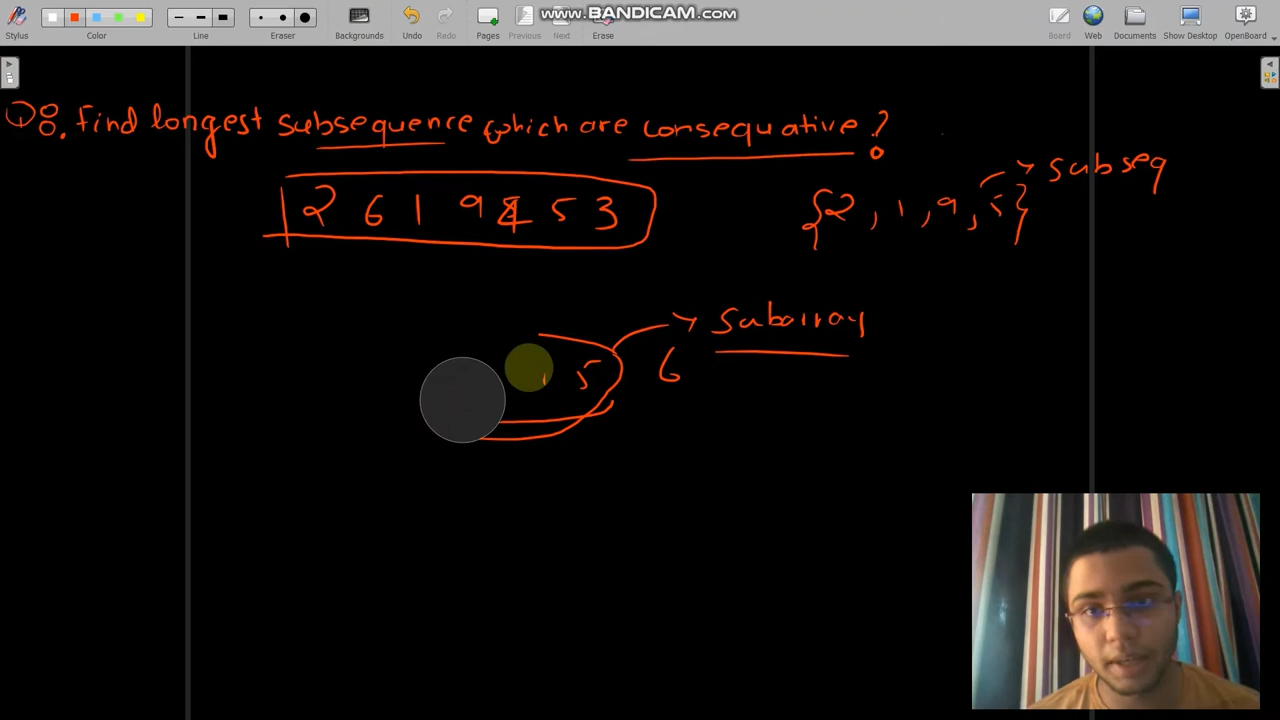 www.BANDICAM.com
Stylus Color Line Eraser Backgrounds Undo Redo Pages Previous Next Erase Board Web Documents Show Desktop OpenBoard
Q8. Find longest subsequence which are consequative?
2 6 1 9 4 5 3
{2, 1, 9, 5} → subseq
→ subarray
, 5 6